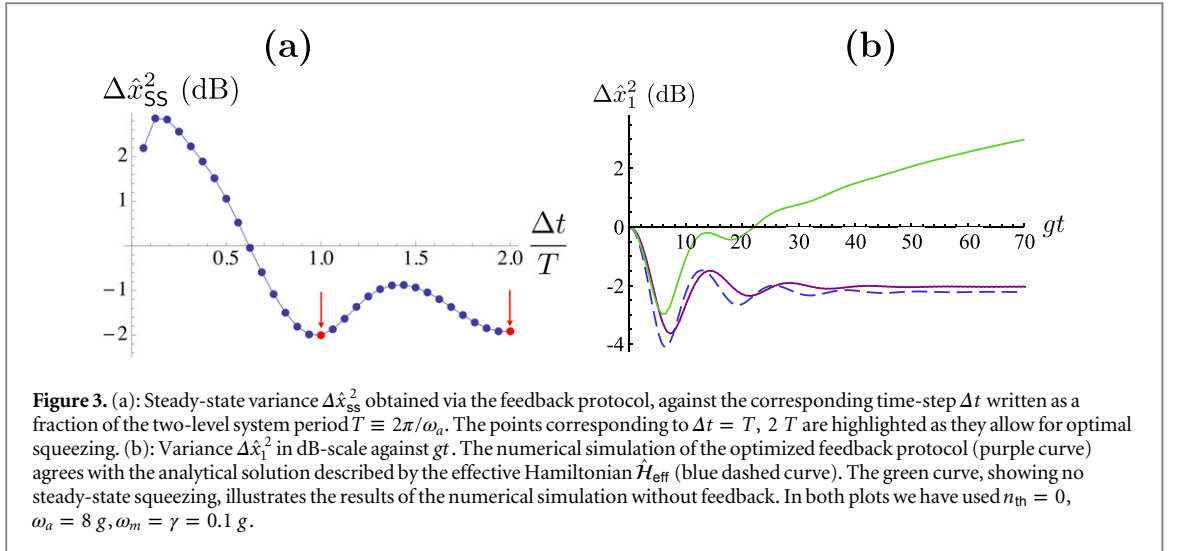 (a)
(b)
Δx̂²ss (dB)
Δx̂₁² (dB)
2
1
−1
−2
0.5
1.0
1.5
2.0
Δt
T
2
0
-2
-4
10
20
30
40
50
60
70
gt
Figure 3. (a): Steady-state variance Δx̂ss² obtained via the feedback protocol, against the corresponding time-step Δt written as a
fraction of the two-level system period T ≡ 2π/ωₐ. The points corresponding to Δt = T, 2 T are highlighted as they allow for optimal
squeezing. (b): Variance Δx̂₁² in dB-scale against gt. The numerical simulation of the optimized feedback protocol (purple curve)
agrees with the analytical solution described by the effective Hamiltonian Ĥeff (blue dashed curve). The green curve, showing no
steady-state squeezing, illustrates the results of the numerical simulation without feedback. In both plots we have used nth = 0,
ωₐ = 8 g, ωₘ = γ = 0.1 g.